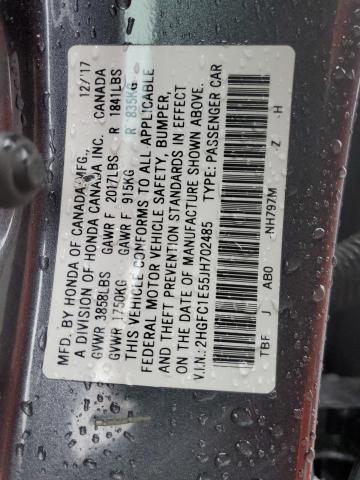 MFD. BY HONDA OF CANADA MFG., 12/17
A DIVISION OF HONDA CANADA INC. CANADA
GVWR 3858LBS GAWR F 2017LBS R 1841LBS
GVWR 1750KG GAWR F 915KG R 835KG
THIS VEHICLE CONFORMS TO ALL APPLICABLE
FEDERAL MOTOR VEHICLE SAFETY, BUMPER,
AND THEFT PREVENTION STANDARDS IN EFFECT
ON THE DATE OF MANUFACTURE SHOWN ABOVE.
V.I.N.: 2HGFC1E55JH702485 TYPE: PASSENGER CAR
TBF J AB0 NH797M Z H